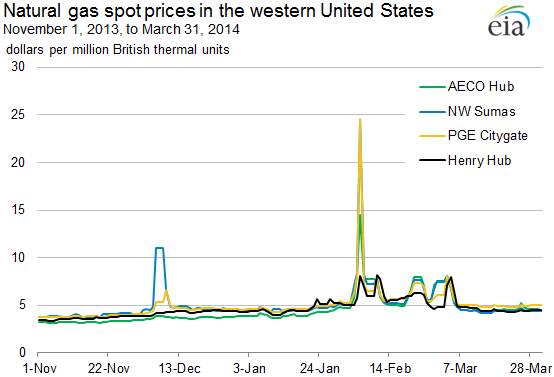 Natural gas spot prices in the western United States
November 1, 2013, to March 31, 2014
dollars per million British thermal units
eia
30
25
20
15
10
5
0
AECO Hub
NW Sumas
PGE Citygate
Henry Hub
1-Nov 22-Nov 13-Dec 3-Jan 24-Jan 14-Feb 7-Mar 28-Mar